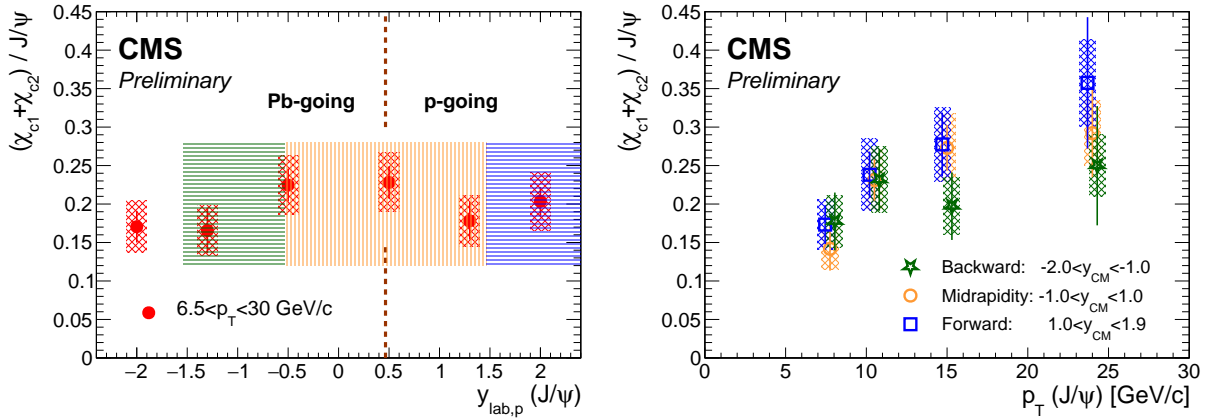 (χc1+χc2) / J/ψ
0.45
0.4
0.35
0.3
0.25
0.2
0.15
0.1
0.05
0
CMS
Preliminary
Pb-going
p-going
6.5<pT<30 GeV/c
−2
−1.5
−1
−0.5
0
0.5
1
1.5
2
ylab,p (J/ψ)
(χc1+χc2) / J/ψ
0.45
0.4
0.35
0.3
0.25
0.2
0.15
0.1
0.05
0
CMS
Preliminary
Backward: -2.0<yCM<-1.0
Midrapidity: -1.0<yCM<1.0
Forward: 1.0<yCM<1.9
0
5
10
15
20
25
30
pT (J/ψ) [GeV/c]